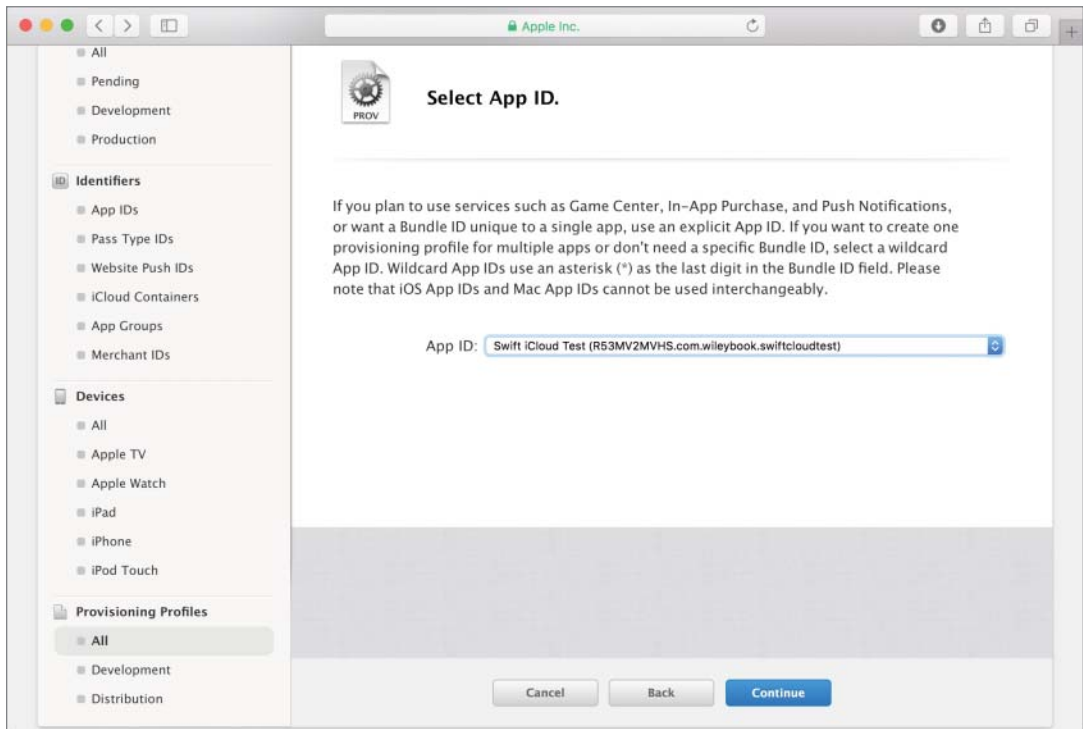 Apple Inc.
All
Pending
Development
Production
ID Identifiers
App IDs
Pass Type IDs
Website Push IDs
iCloud Containers
App Groups
Merchant IDs
Devices
All
Apple TV
Apple Watch
iPad
iPhone
iPod Touch
Provisioning Profiles
All
Development
Distribution
PROV
Select App ID.
If you plan to use services such as Game Center, In-App Purchase, and Push Notifications,
or want a Bundle ID unique to a single app, use an explicit App ID. If you want to create one
provisioning profile for multiple apps or don't need a specific Bundle ID, select a wildcard
App ID. Wildcard App IDs use an asterisk (*) as the last digit in the Bundle ID field. Please
note that iOS App IDs and Mac App IDs cannot be used interchangeably.
App ID: Swift iCloud Test (R53MV2MVHS.com.wileybook.swiftcloudtest)
Cancel Back Continue